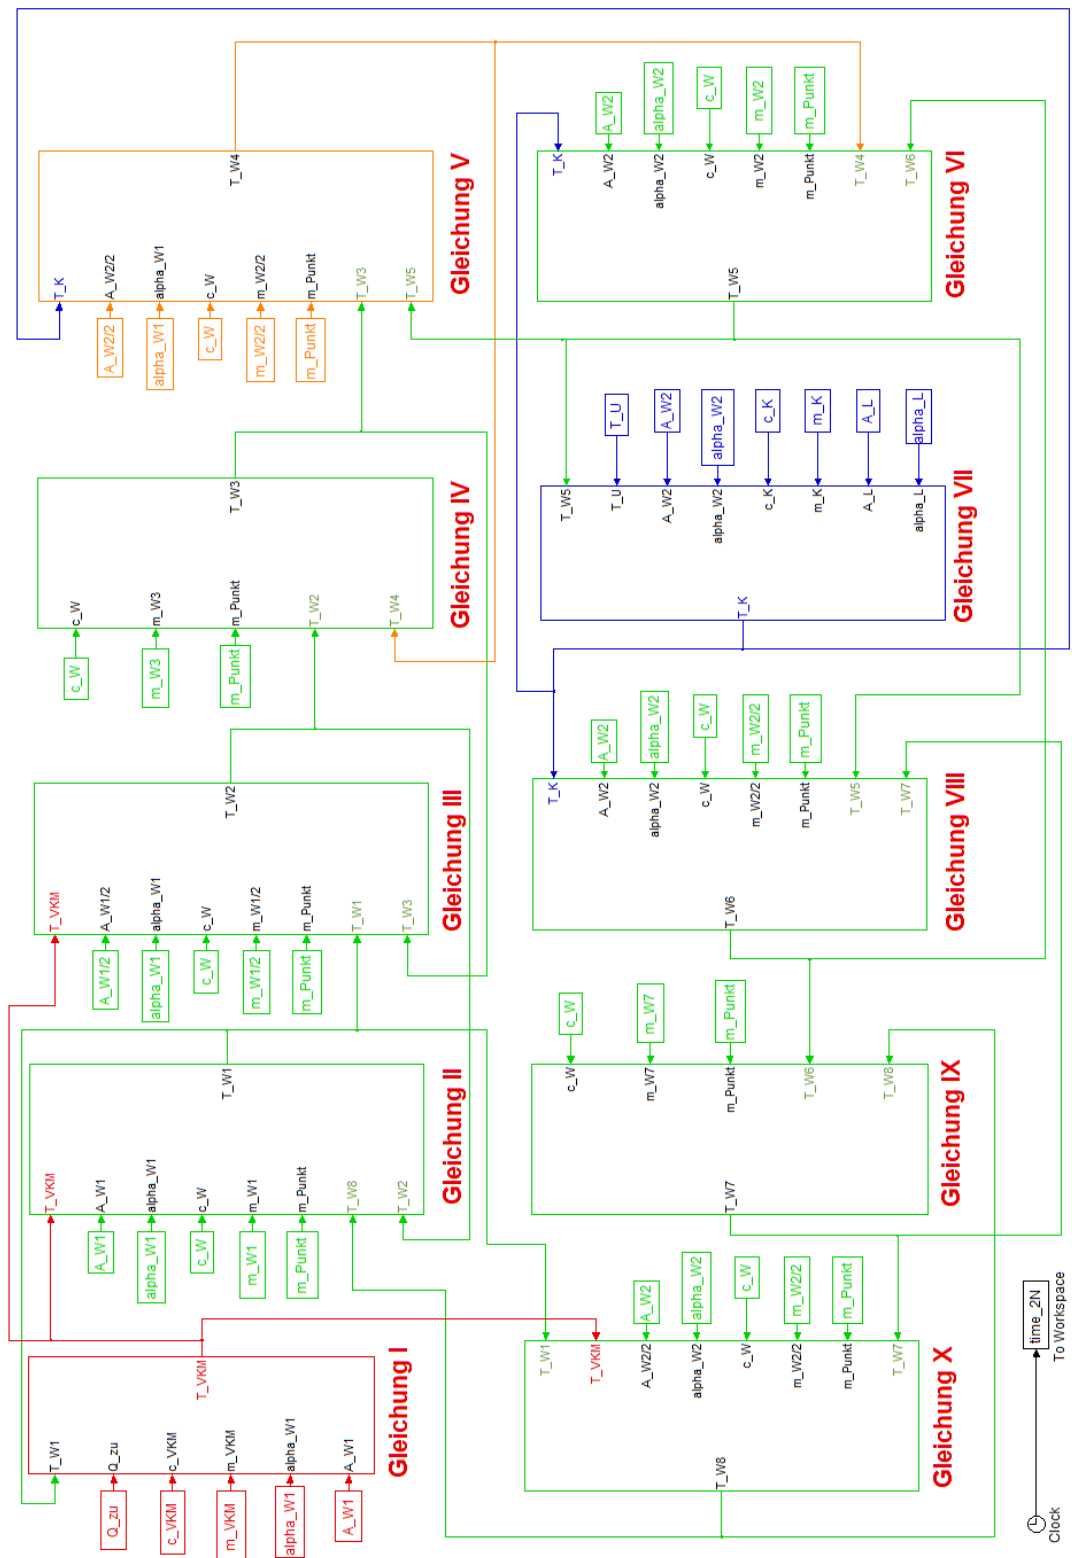 T_W1
Q_zu
Q_zu
c_VKM
c_VKM
m_VKM
m_VKM
alpha_W1
alpha_W1
A_W1
A_W1
T_VKM
Gleichung I
T_VKM
A_W1
A_W1
alpha_W1
alpha_W1
c_W
c_W
m_W1
m_W1
m_Punkt
m_Punkt
T_W8
T_W2
T_W1
Gleichung II
T_VKM
A_W1/2
A_W1/2
alpha_W1
alpha_W1
c_W
c_W
m_W1/2
m_W1/2
m_Punkt
m_Punkt
T_W1
T_W3
T_W2
Gleichung III
c_W
c_W
m_W3
m_W3
m_Punkt
m_Punkt
T_W2
T_W4
T_W3
Gleichung IV
T_K
A_W2/2
A_W2/2
alpha_W1
alpha_W1
c_W
c_W
m_W2/2
m_W2/2
m_Punkt
m_Punkt
T_W3
T_W5
T_W4
Gleichung V
T_W8
T_W1
T_VKM
A_W2/2
A_W2
alpha_W2
alpha_W2
c_W
c_W
m_W2/2
m_W2/2
m_Punkt
m_Punkt
T_W7
Gleichung X
T_W7
c_W
c_W
m_W7
m_W7
m_Punkt
m_Punkt
T_W6
T_W8
Gleichung IX
T_W6
T_K
A_W2
A_W2
alpha_W2
alpha_W2
c_W
c_W
m_W2/2
m_W2/2
m_Punkt
m_Punkt
T_W5
T_W7
Gleichung VIII
T_K
T_W5
T_U
T_U
A_W2
A_W2
alpha_W2
alpha_W2
c_K
c_K
m_K
m_K
A_L
A_L
alpha_L
alpha_L
Gleichung VII
T_W5
T_K
A_W2
A_W2
alpha_W2
alpha_W2
c_W
c_W
m_W2
m_W2
m_Punkt
m_Punkt
T_W4
T_W6
Gleichung VI
Clock
time_2N
To Workspace